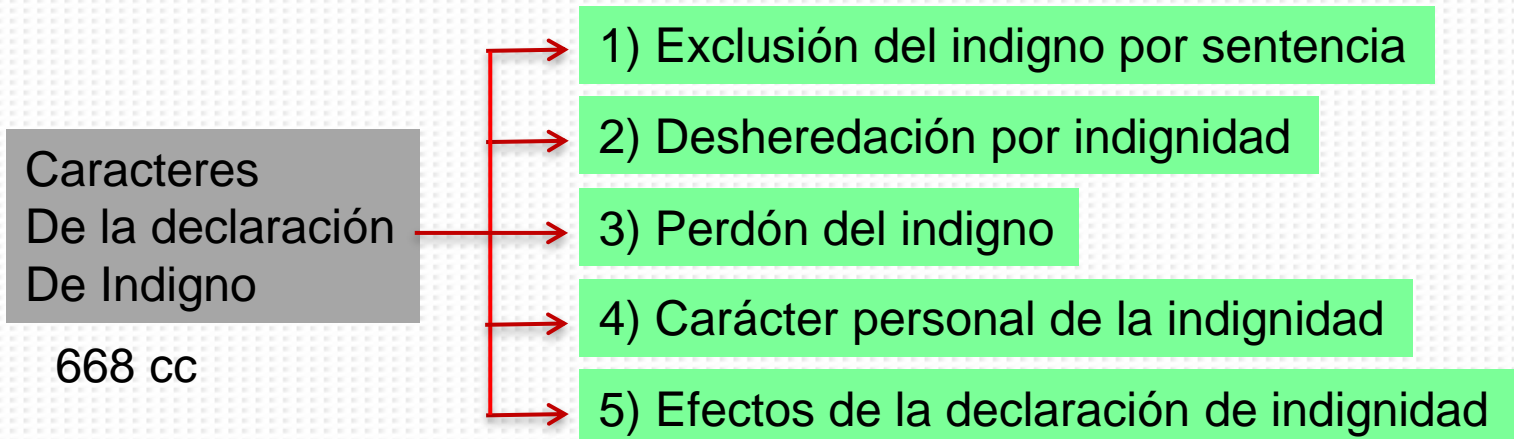 Caracteres
De la declaración
De Indigno
668 cc
1) Exclusión del indigno por sentencia
2) Desheredación por indignidad
3) Perdón del indigno
4) Carácter personal de la indignidad
5) Efectos de la declaración de indignidad